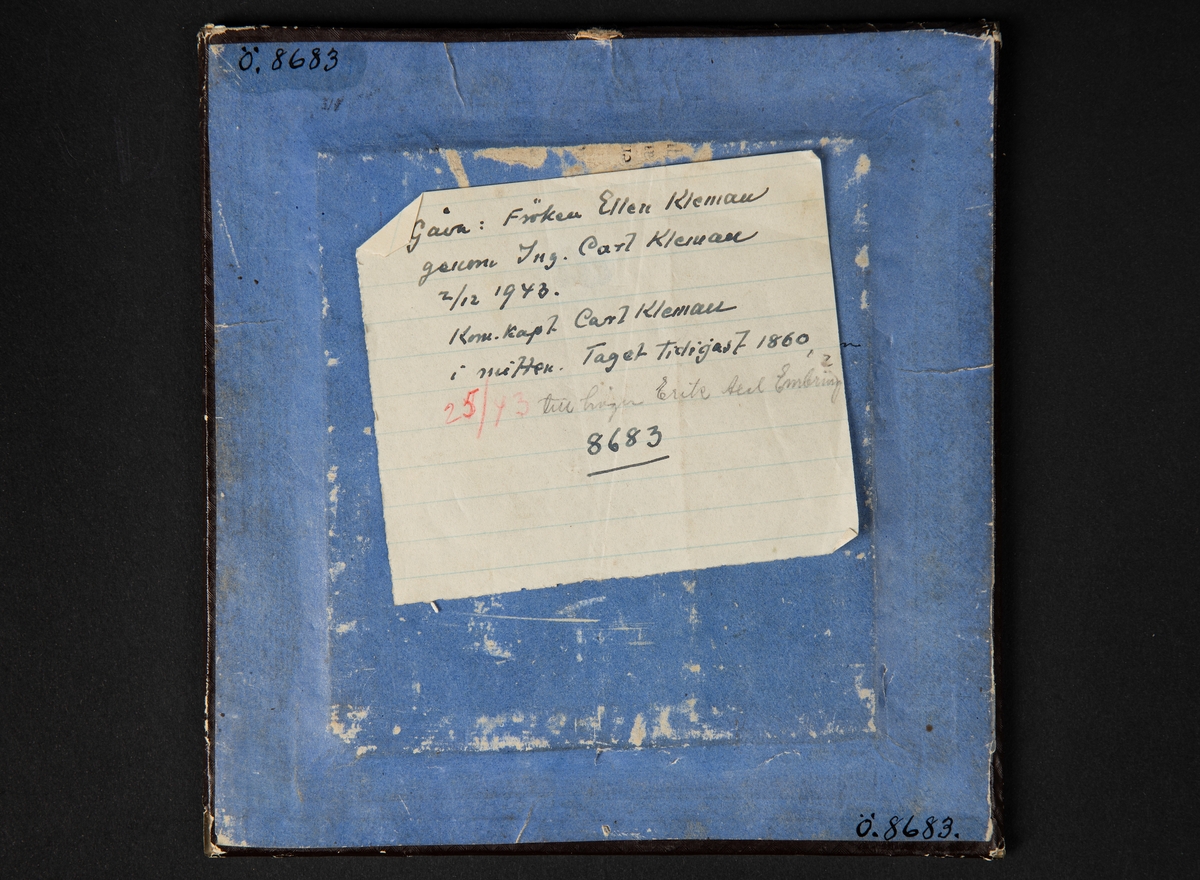 Ö. 8683
318
Gåva: Fröken Ellen Kleman
genom Ing. Carl Kleman
2/12 1943.
Kom.kapt. Carl Kleman
i mitten. Taget tidigast 1860
25/43 till höger Erik Axel Embring
8683
Ö. 8683.